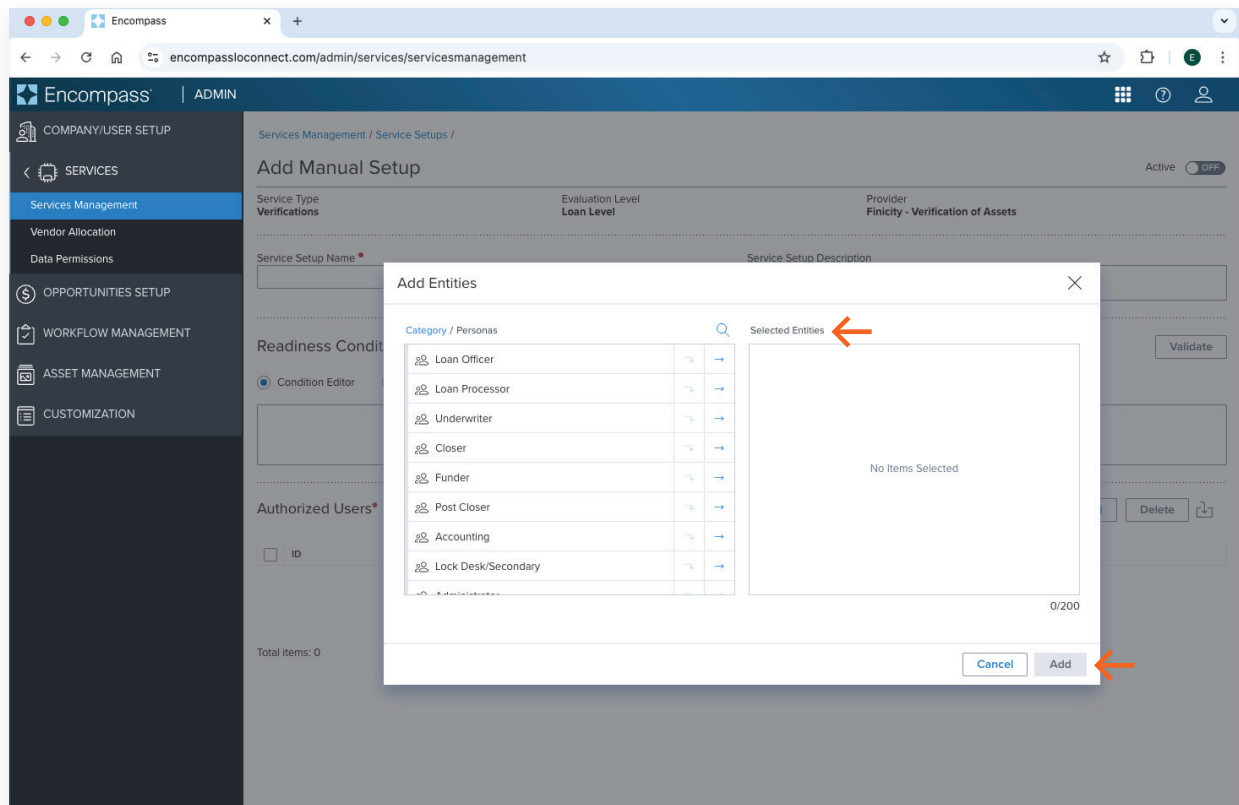 Encompass
encompassloconnect.com/admin/services/servicesmanagement
E
Encompass | ADMIN
COMPANY/USER SETUP
SERVICES
Services Management
Vendor Allocation
Data Permissions
OPPORTUNITIES SETUP
WORKFLOW MANAGEMENT
ASSET MANAGEMENT
CUSTOMIZATION
Services Management / Service Setups /
Add Manual Setup
Active OFF
Service Type
Verifications
Evaluation Level
Loan Level
Provider
Finicity - Verification of Assets
Service Setup Name *
Service Setup Description
Validate
Condition Editor
Authorized Users*
Delete
ID
Total items: 0
Add Entities
Category / Personas
Loan Officer
Loan Processor
Underwriter
Closer
Funder
Post Closer
Accounting
Lock Desk/Secondary
Selected Entities
No Items Selected
0/200
Cancel
Add